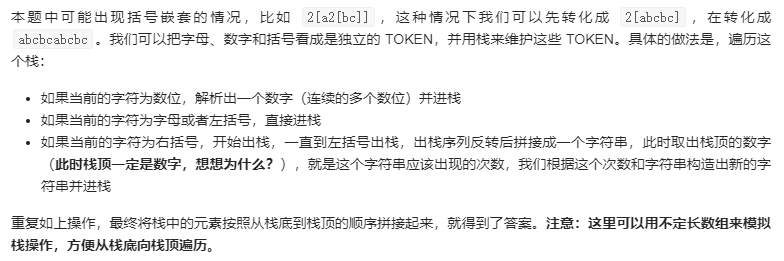 本题中可能出现括号嵌套的情况，比如 2[a2[bc]] ，这种情况下我们可以先转化成 2[abcbc] ，在转化成
abcbcabcbc 。我们可以把字母、数字和括号看成是独立的 TOKEN，并用栈来维护这些 TOKEN。具体的做法是，遍历这
个栈：
• 如果当前的字符为数位，解析出一个数字（连续的多个数位）并进栈
• 如果当前的字符为字母或者左括号，直接进栈
• 如果当前的字符为右括号，开始出栈，一直到左括号出栈，出栈序列反转后拼接成一个字符串，此时取出栈顶的数字
（此时栈顶一定是数字，想想为什么？），就是这个字符串应该出现的次数，我们根据这个次数和字符串构造出新的字
符串并进栈
重复如上操作，最终将栈中的元素按照从栈底到栈顶的顺序拼接起来，就得到了答案。注意：这里可以用不定长数组来模拟
栈操作，方便从栈底向栈顶遍历。